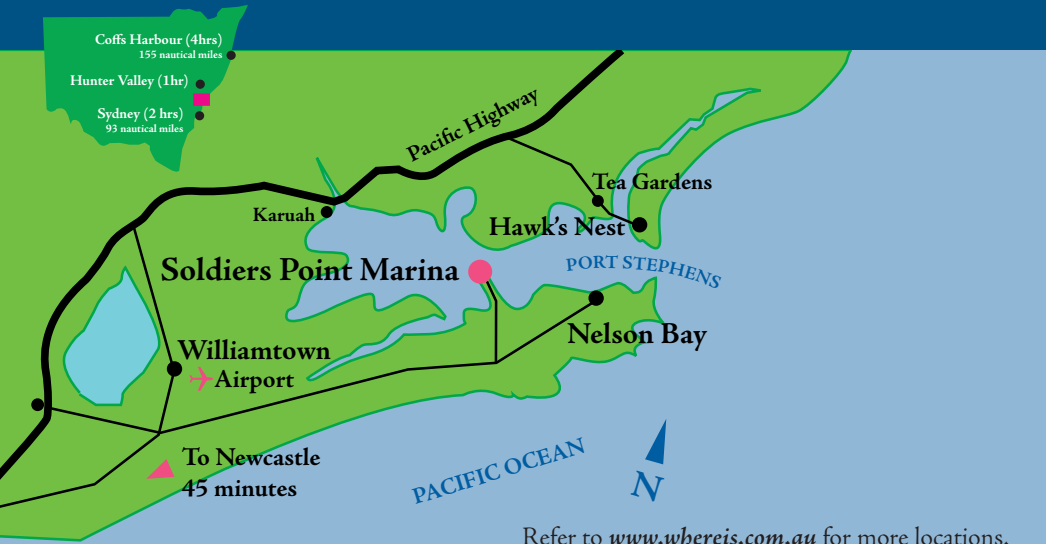 Coffs Harbour (4hrs)
155 nautical miles
Hunter Valley (1hr)
Sydney (2 hrs)
93 nautical miles
Pacific Highway
Tea Gardens
Karuah
Hawk's Nest
Soldiers Point Marina
PORT STEPHENS
Nelson Bay
Williamtown
Airport
To Newcastle
45 minutes
PACIFIC OCEAN
N
Refer to www.whereis.com.au for more locations.